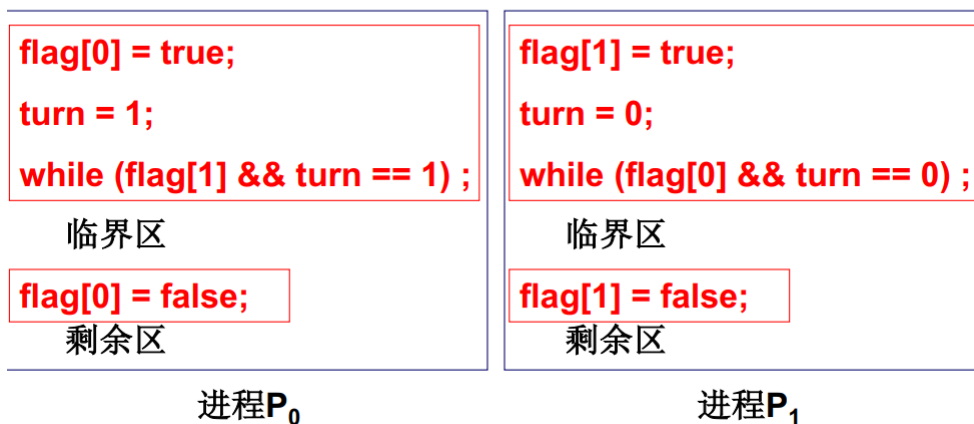 flag[0] = true;
turn = 1;
while (flag[1] && turn == 1) ;
临界区
flag[0] = false;
剩余区
进程P0
flag[1] = true;
turn = 0;
while (flag[0] && turn == 0) ;
临界区
flag[1] = false;
剩余区
进程P1